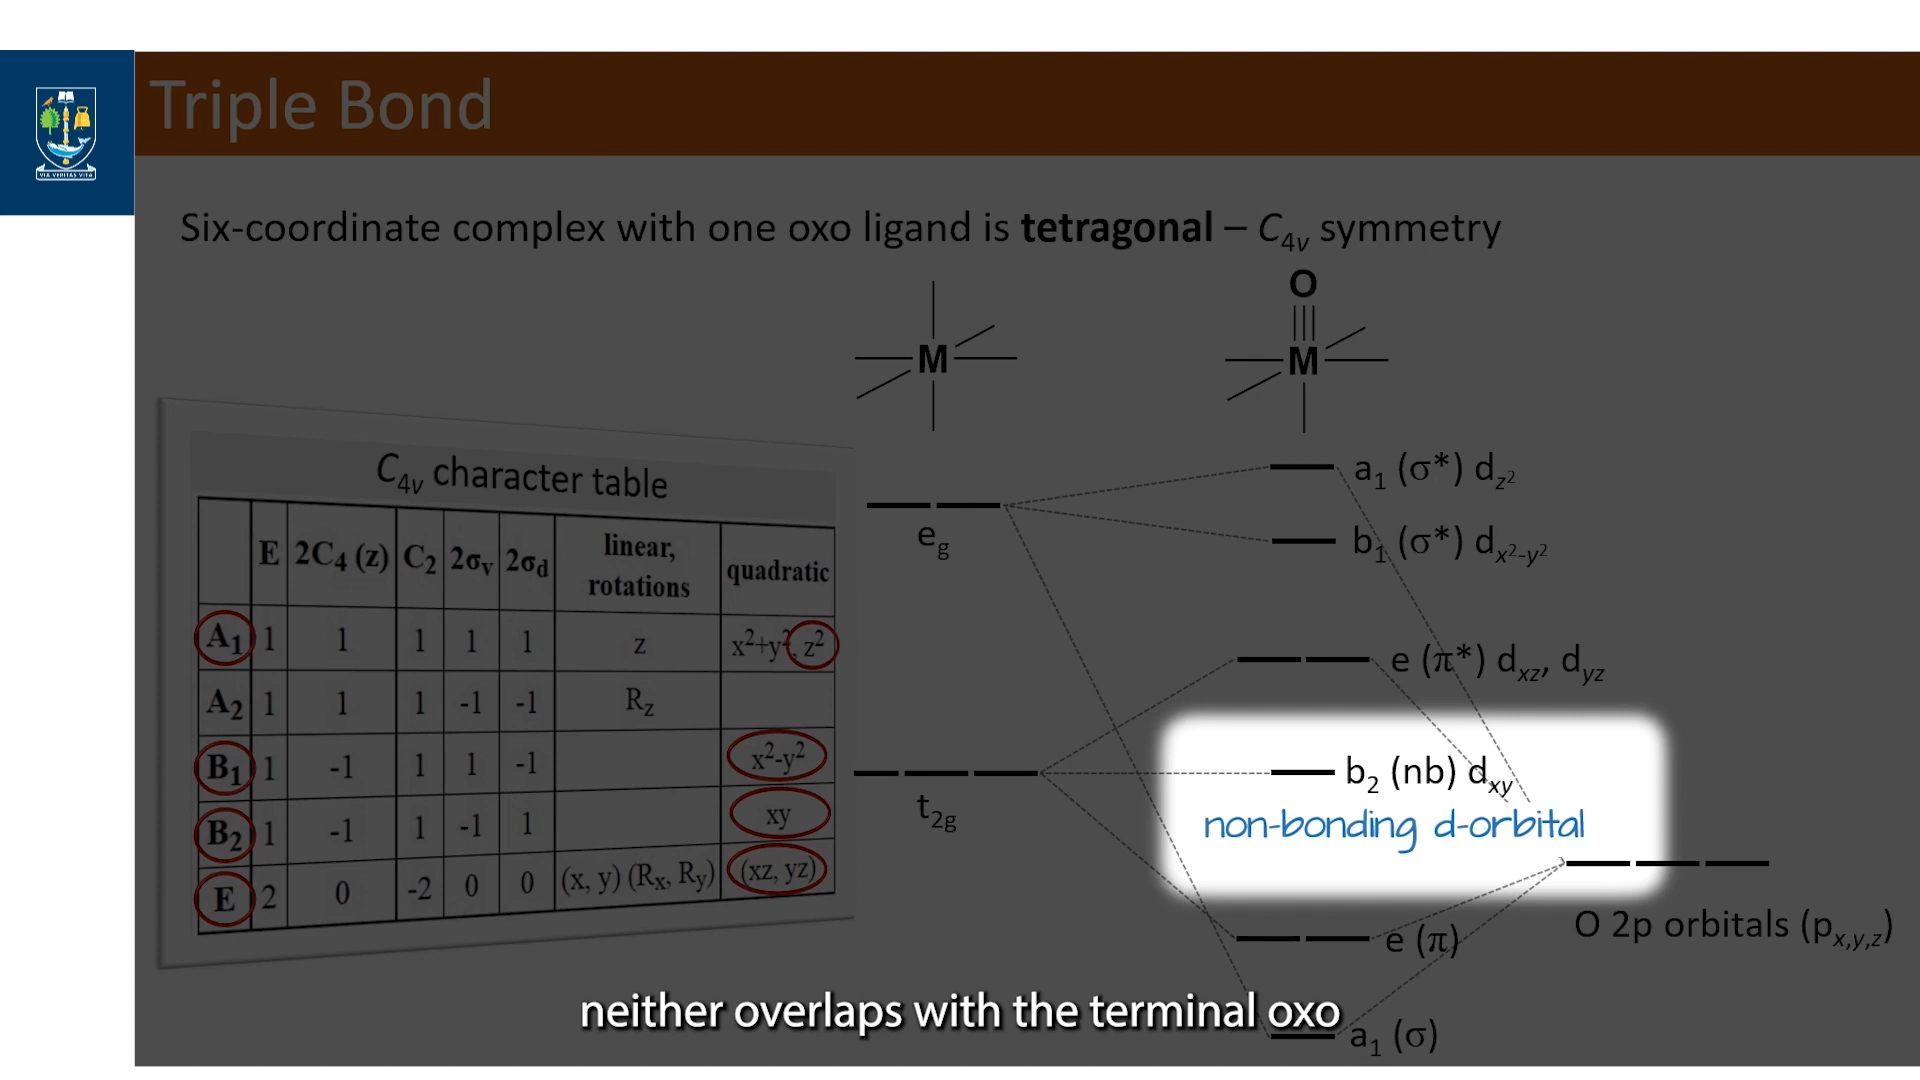 Triple Bond
VIA VERITAS VITA
Six-coordinate complex with one oxo ligand is tetragonal – C4v symmetry
O
M
M
C4v character table
E 2C4 (z) C2 2σv 2σd linear, rotations quadratic
A1 1 1 1 1 1 z x²+y², z²
A2 1 1 1 -1 -1 Rz
B1 1 -1 1 1 -1 x²-y²
B2 1 -1 1 -1 1 xy
E 2 0 -2 0 0 (x, y) (Rx, Ry) (xz, yz)
eg
t2g
a1 (σ*) dz²
b1 (σ*) dx²-y²
e (π*) dxz, dyz
b2 (nb) dxy
non-bonding d-orbital
O 2p orbitals (px,y,z)
e (π)
a1 (σ)
neither overlaps with the terminal oxo